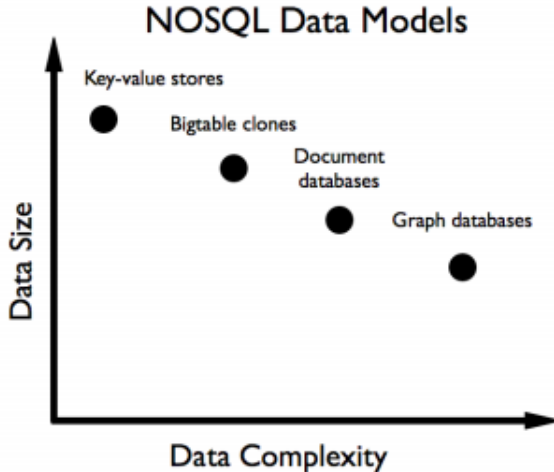 NOSQL Data Models
Key-value stores
Bigtable clones
Document
databases
Graph databases
Data Size
Data Complexity